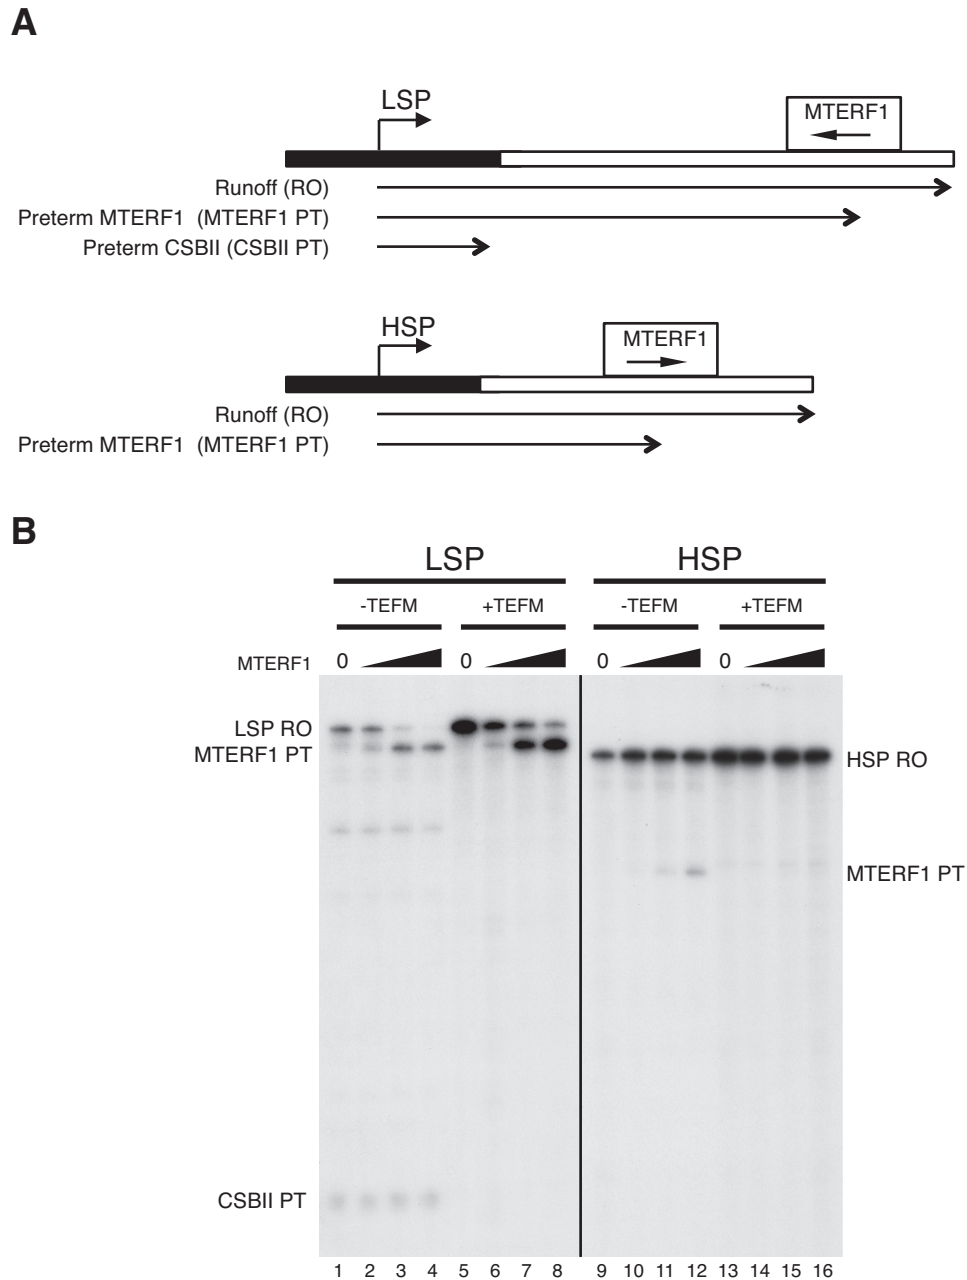 A
LSP
MTERF1
Runoff (RO)
Preterm MTERF1 (MTERF1 PT)
Preterm CSBII (CSBII PT)
HSP
MTERF1
Runoff (RO)
Preterm MTERF1 (MTERF1 PT)
B
LSP HSP
-TEFM +TEFM -TEFM +TEFM
MTERF1 0 0 0 0
LSP RO
MTERF1 PT
HSP RO
MTERF1 PT
CSBII PT
1 2 3 4 5 6 7 8 9 10 11 12 13 14 15 16